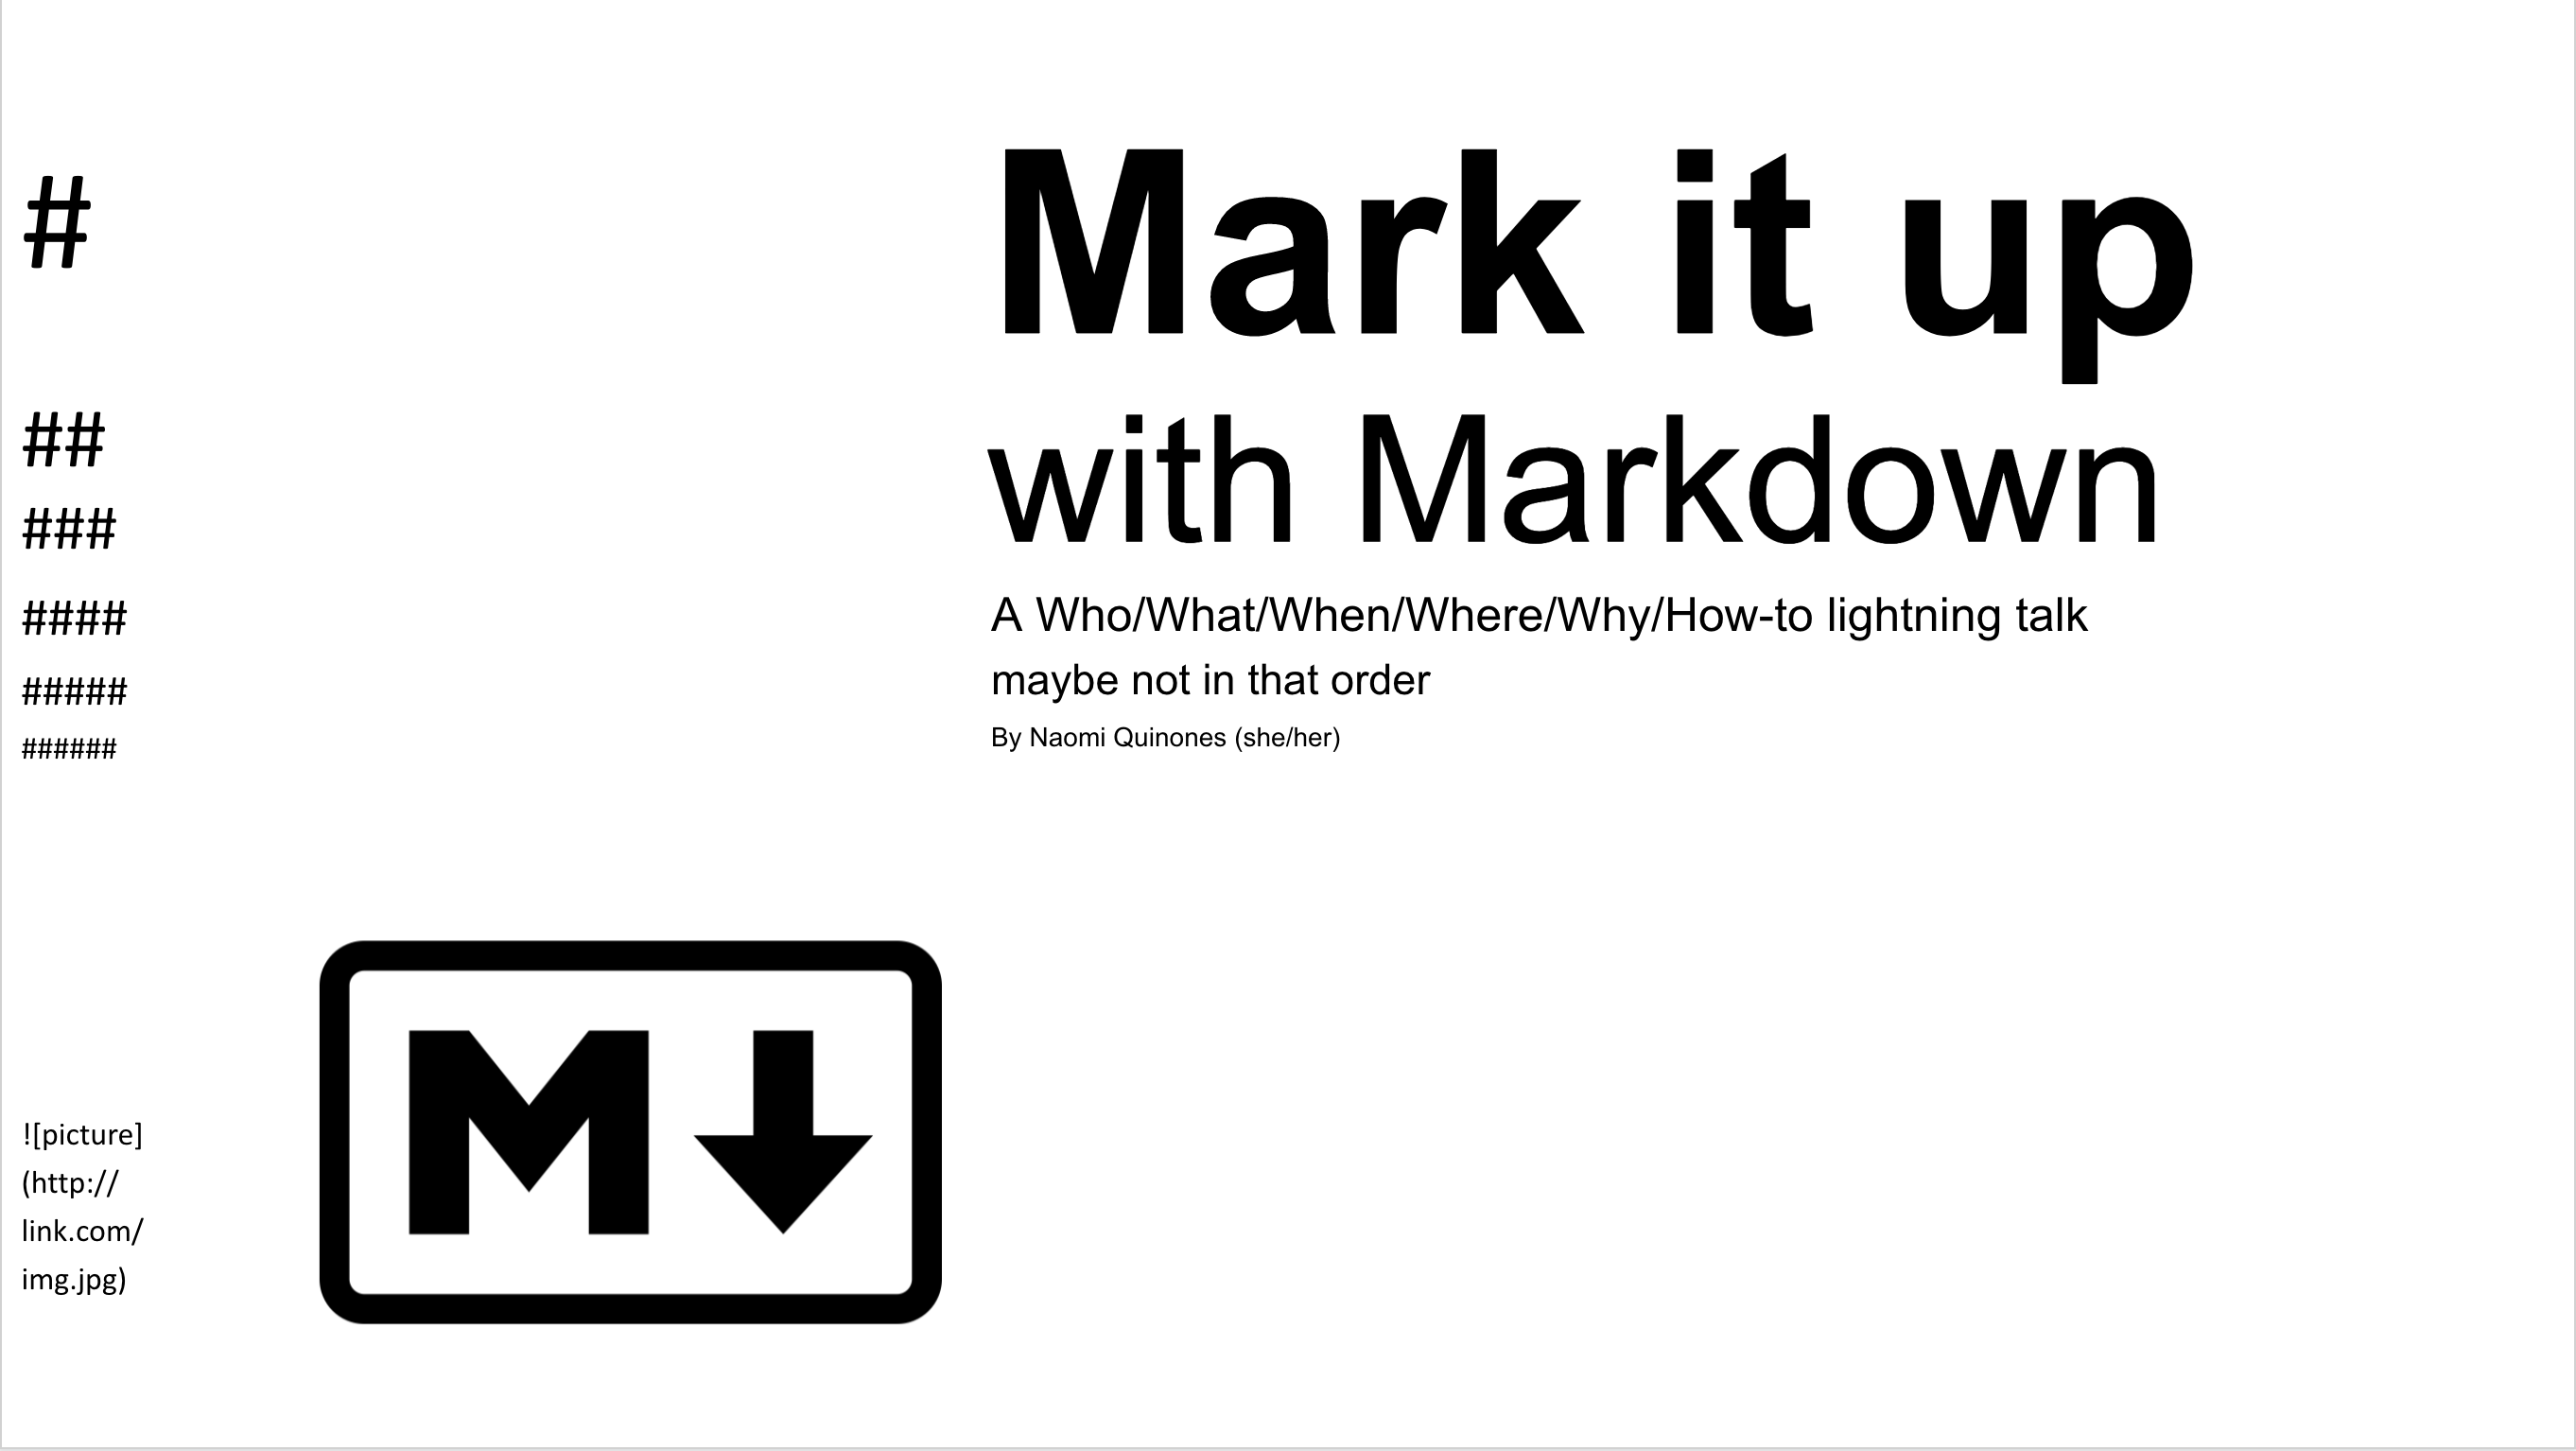 #
Mark it up
##
with Markdown
###
####
A Who/What/When/Where/Why/How-to lightning talk
#####
maybe not in that order
######
By Naomi Quinones (she/her)
![picture]
(http://
link.com/
img.jpg)
M